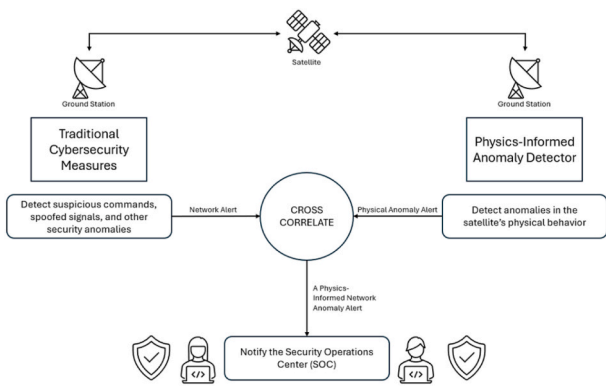 Satellite
Ground Station
Ground Station
Traditional
Cybersecurity
Measures
Physics-Informed
Anomaly Detector
Detect suspicious commands,
spoofed signals, and other
security anomalies
Network Alert
CROSS
CORRELATE
Physical Anomaly Alert
Detect anomalies in the
satellite's physical behavior
A Physics-
Informed Network
Anomaly Alert
Notify the Security Operations
Center (SOC)